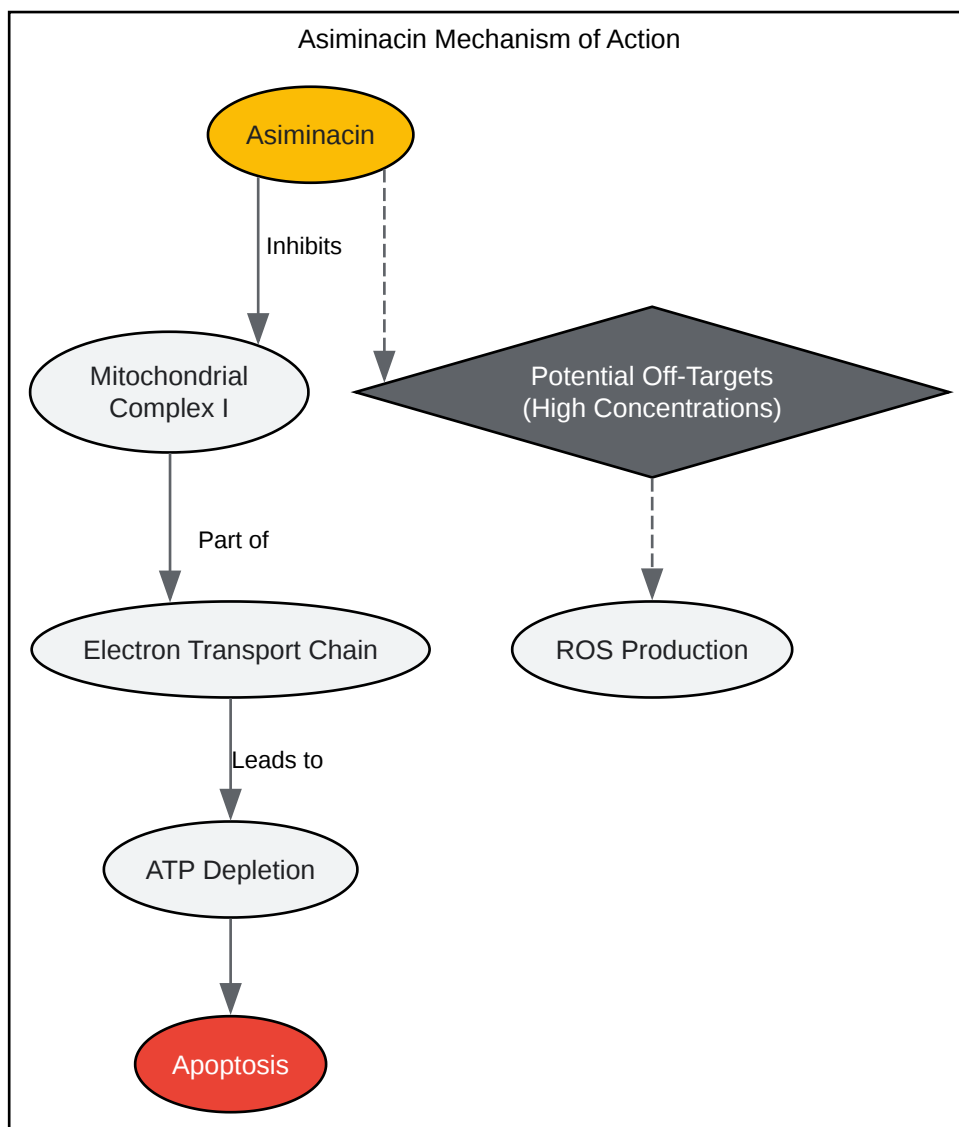 Asiminacin Mechanism of Action
Asiminacin
Inhibits
Mitochondrial
Complex I
Potential Off-Targets
(High Concentrations)
Part of
Electron Transport Chain
ROS Production
Leads to
ATP Depletion
Apoptosis